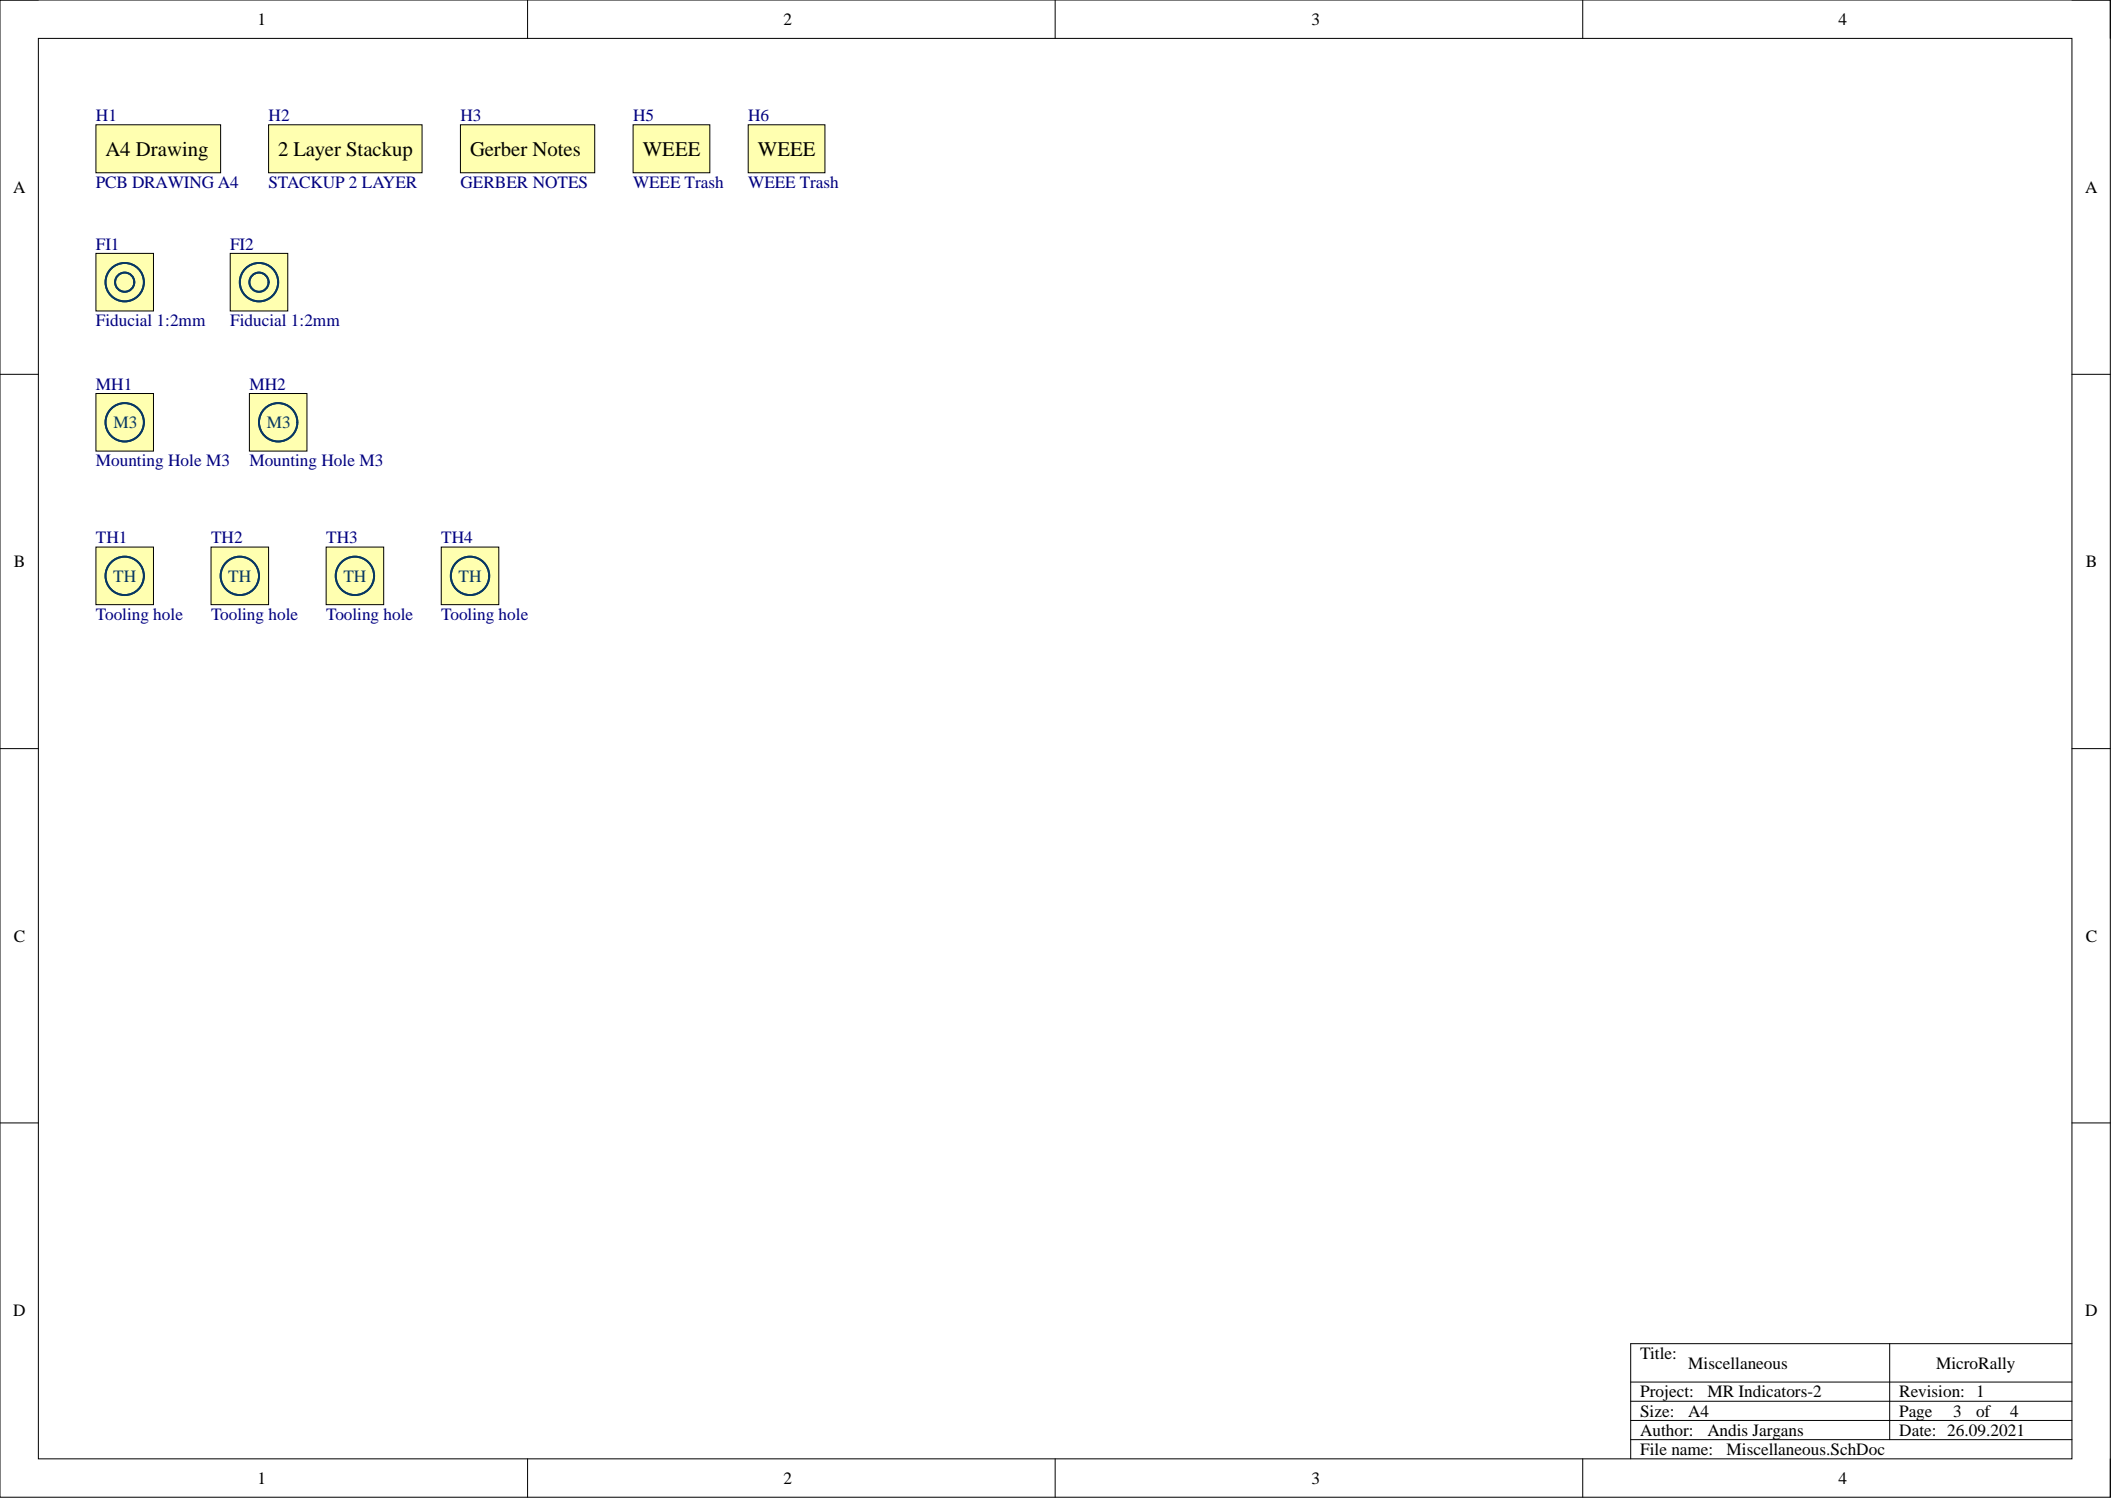 1 2 3 4
H1 H2 H3 H5 H6
A4 Drawing 2 Layer Stackup Gerber Notes WEEE WEEE
PCB DRAWING A4 STACKUP 2 LAYER GERBER NOTES WEEE Trash WEEE Trash
A A
FI1 FI2
Fiducial 1:2mm Fiducial 1:2mm
MH1 MH2
M3 M3
Mounting Hole M3 Mounting Hole M3
TH1 TH2 TH3 TH4
B B
TH TH TH TH
Tooling hole Tooling hole Tooling hole Tooling hole
C C
D D
Title: Miscellaneous MicroRally
Project: MR Indicators-2 Revision: 1
Size: A4 Page 3 of 4
Author: Andis Jargans Date: 26.09.2021
File name: Miscellaneous.SchDoc
1 2 3 4